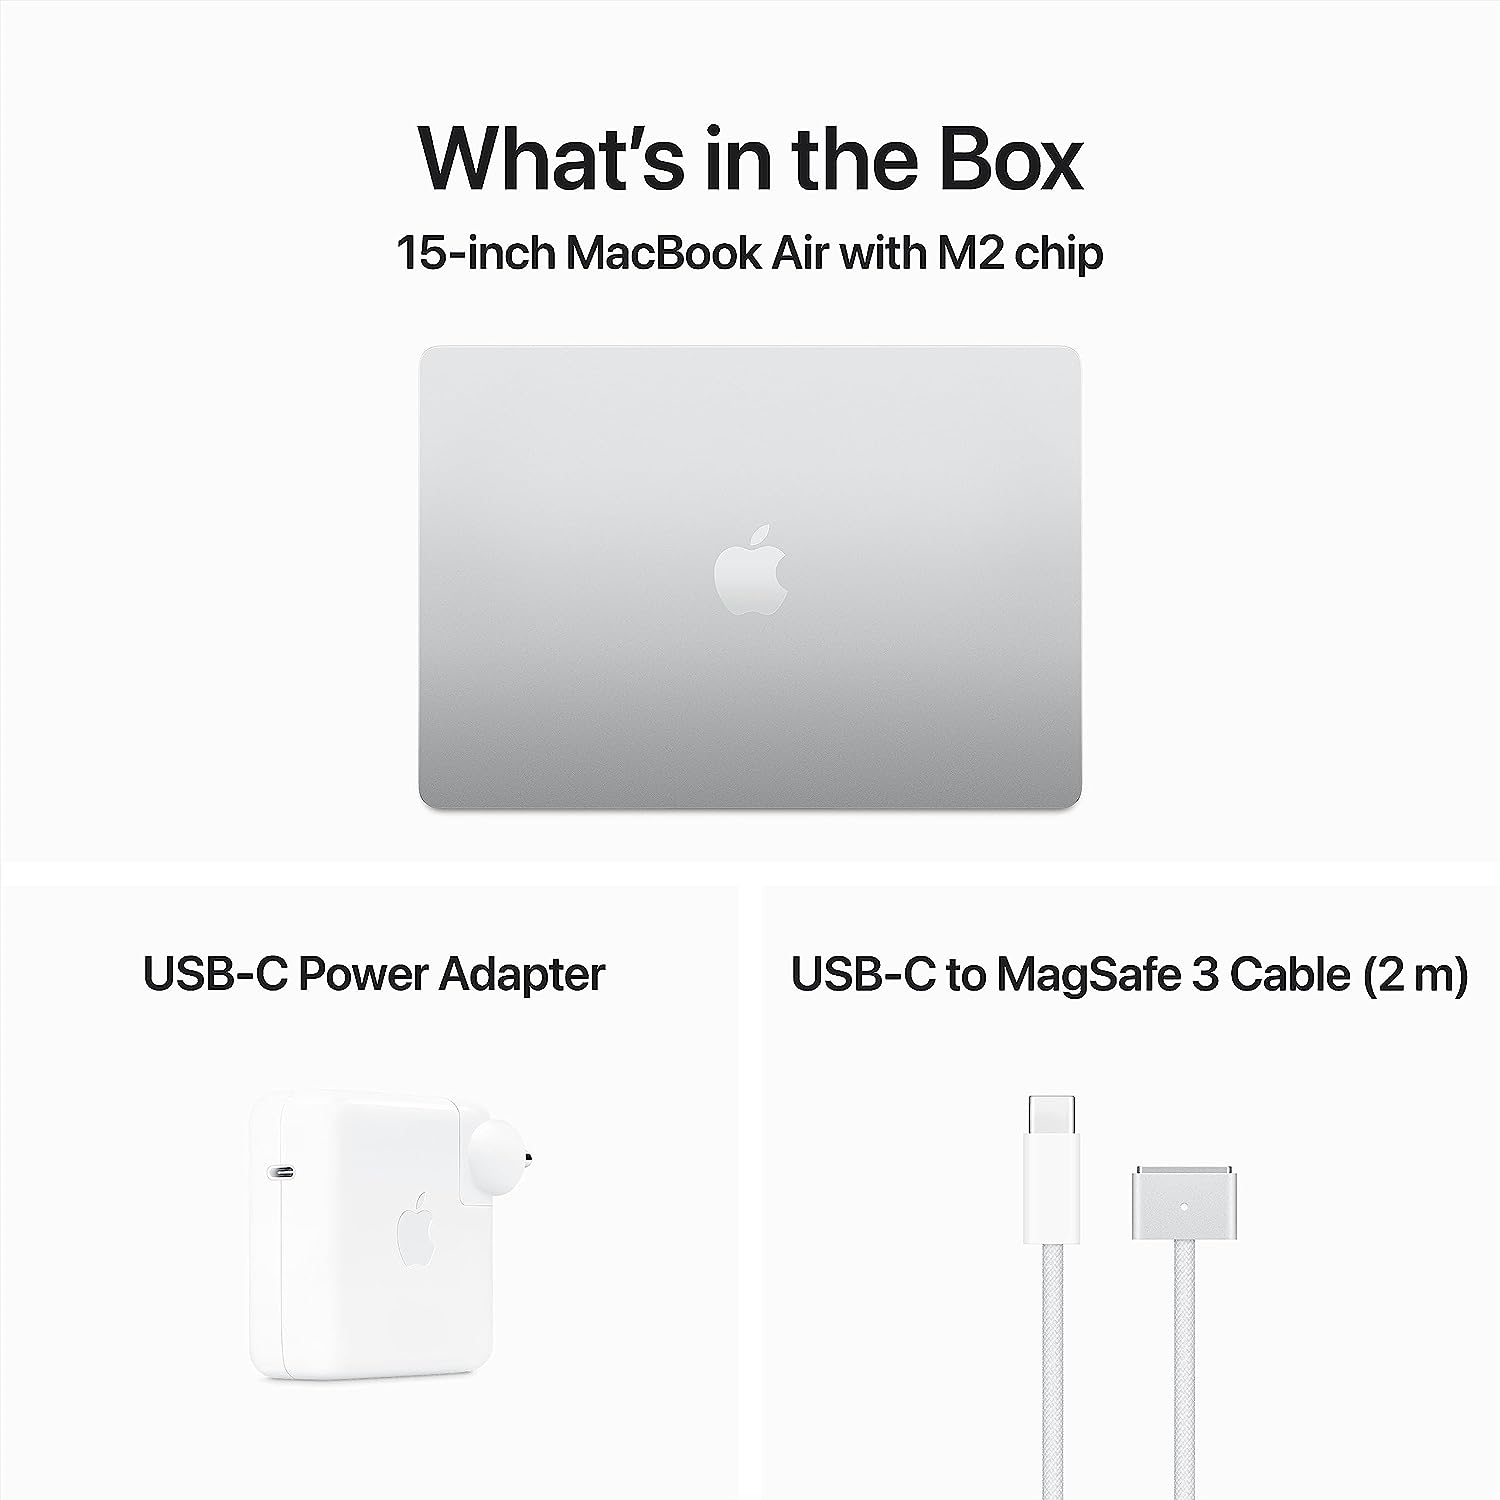 What's in the Box
15-inch MacBook Air with M2 chip
USB-C Power Adapter
USB-C to MagSafe 3 Cable (2 m)